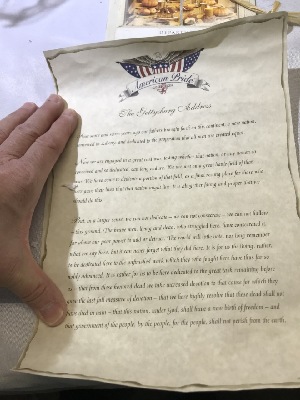 American Pride
The Gettysburg Address
Four score and seven years ago our fathers brought forth on this continent, a new nation,
conceived in Liberty, and dedicated to the proposition that all men are created equal.
Now we are engaged in a great civil war, testing whether that nation, or any nation so
conceived and so dedicated, can long endure. We are met on a great battle-field of that
war. We have come to dedicate a portion of that field, as a final resting place for those who
gave their lives that that nation might live. It is altogether fitting and proper that we
should do this.
But, in a larger sense, we can not dedicate – we can not consecrate – we can not hallow
– this ground. The brave men, living and dead, who struggled here, have consecrated it,
far above our poor power to add or detract. The world will little note, nor long remember
what we say here, but it can never forget what they did here. It is for us the living, rather,
to be dedicated here to the unfinished work which they who fought here have thus far so
nobly advanced. It is rather for us to be here dedicated to the great task remaining before
us – that from these honored dead we take increased devotion to that cause for which they
gave the last full measure of devotion – that we here highly resolve that these dead shall not
have died in vain – that this nation, under God, shall have a new birth of freedom – and
that government of the people, by the people, for the people, shall not perish from the earth.